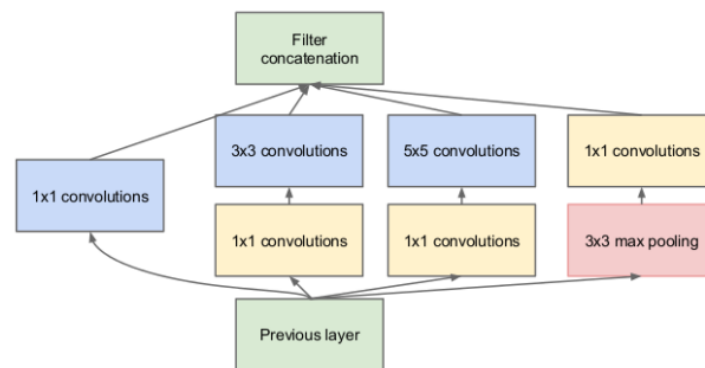 Filter
concatenation
3x3 convolutions
5x5 convolutions
1x1 convolutions
1x1 convolutions
1x1 convolutions
1x1 convolutions
3x3 max pooling
Previous layer